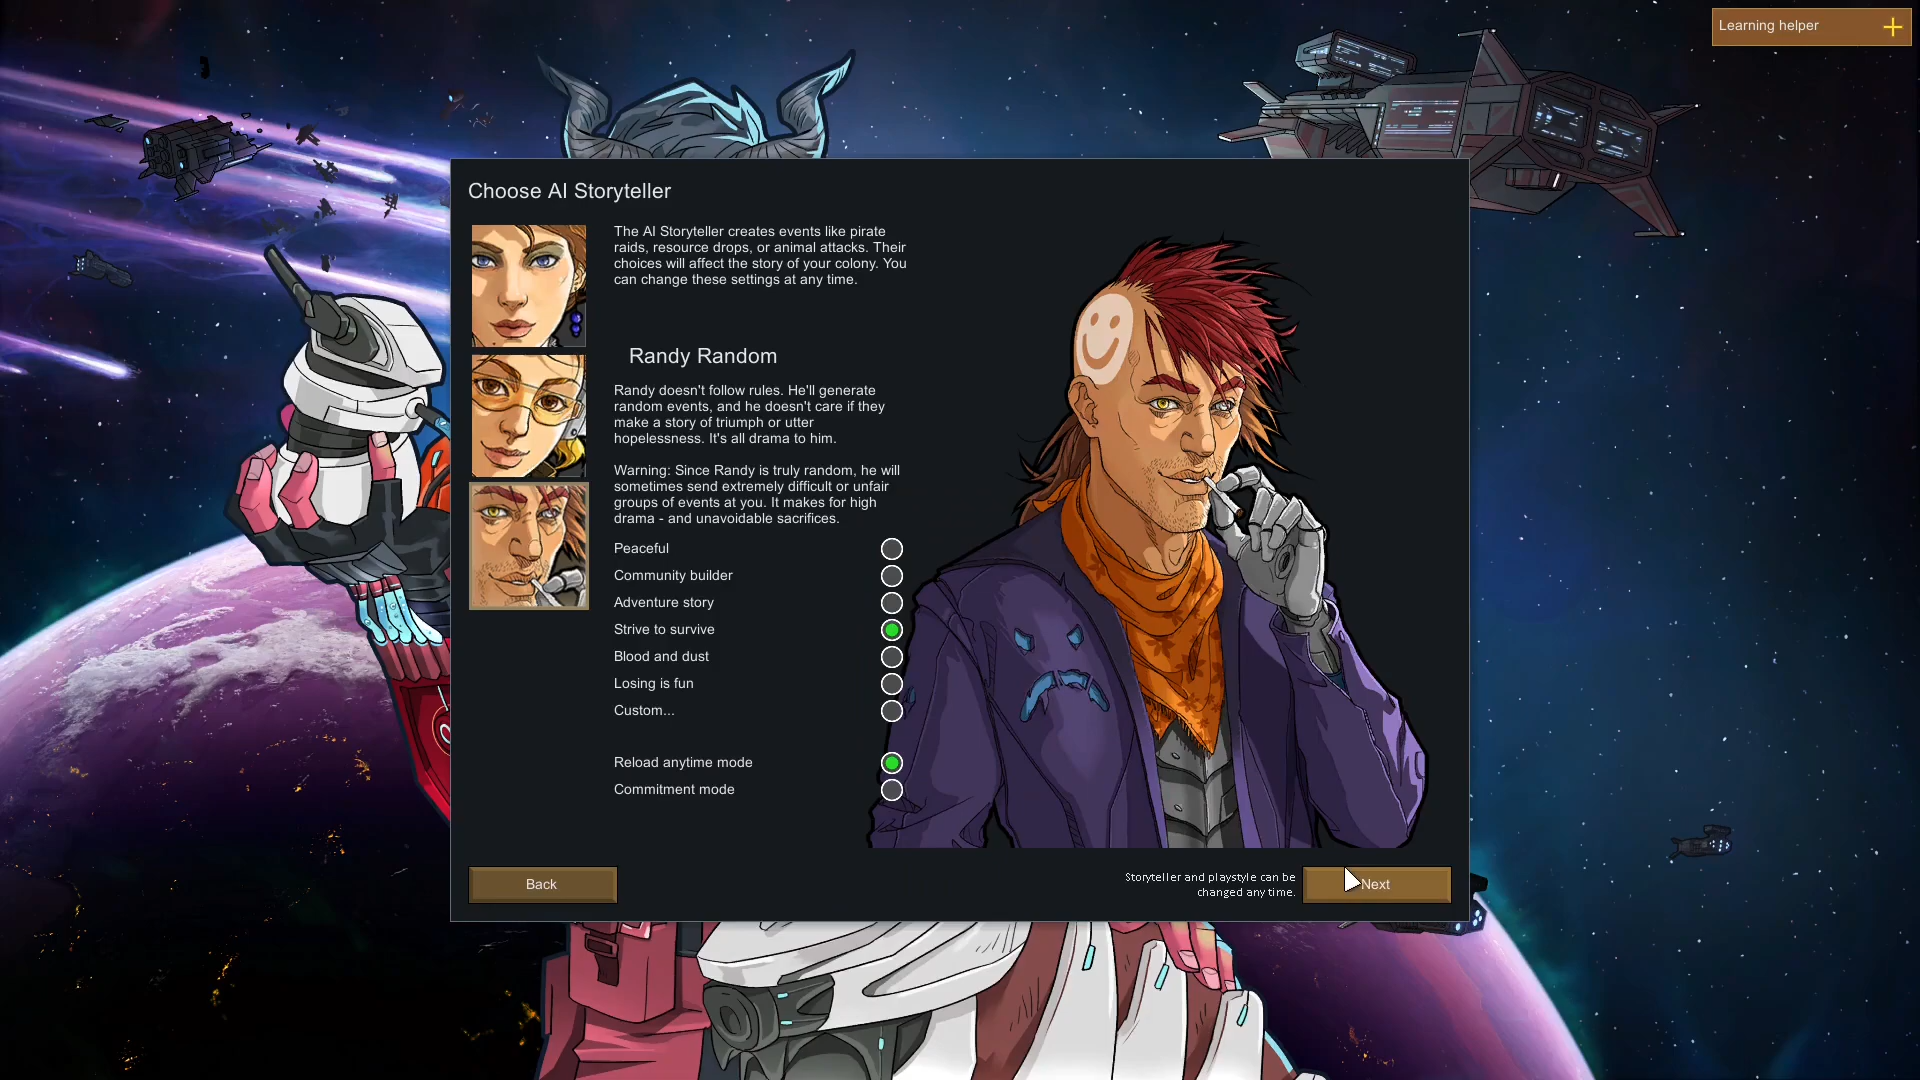 Learning helper
Choose AI Storyteller
The AI Storyteller creates events like pirate
raids, resource drops, or animal attacks. Their
choices will affect the story of your colony. You
can change these settings at any time.
Randy Random
Randy doesn't follow rules. He'll generate
random events, and he doesn't care if they
make a story of triumph or utter
hopelessness. It's all drama to him.
Warning: Since Randy is truly random, he will
sometimes send extremely difficult or unfair
groups of events at you. It makes for high
drama - and unavoidable sacrifices.
Peaceful
Community builder
Adventure story
Strive to survive
Blood and dust
Losing is fun
Custom...
Reload anytime mode
Commitment mode
Back
Storyteller and playstyle can be
changed any time.
Next